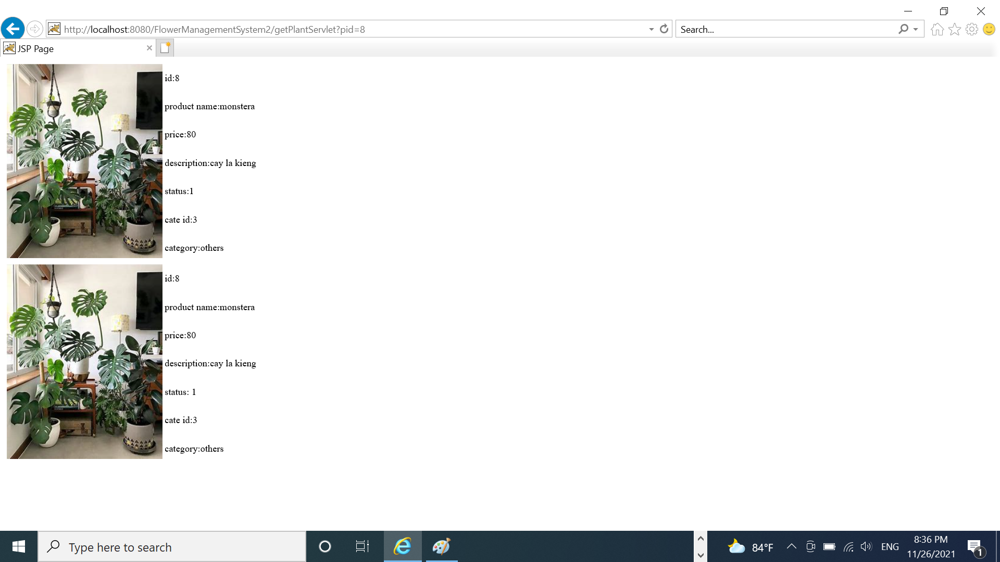 http://localhost:8080/FlowerManagementSystem2/getPlantServlet?pid=8
Search...
JSP Page
id:8
product name:monstera
price:80
description:cay la kieng
status:1
cate id:3
category:others
id:8
product name:monstera
price:80
description:cay la kieng
status: 1
cate id:3
category:others
Type here to search
84°F
ENG
8:36 PM
11/26/2021
1